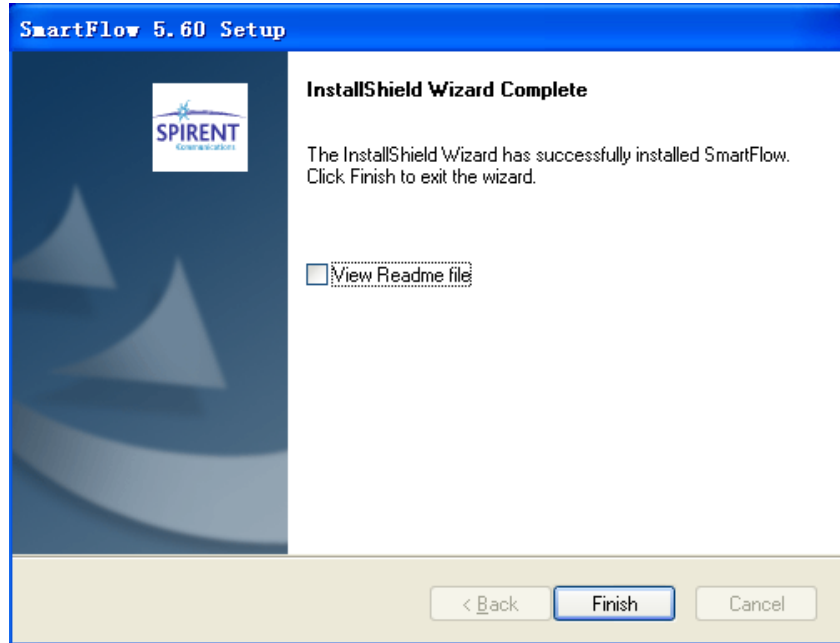 SmartFlow 5.60 Setup
SPIRENT
Communications
InstallShield Wizard Complete
The InstallShield Wizard has successfully installed SmartFlow.
Click Finish to exit the wizard.
View Readme file
< Back
Finish
Cancel